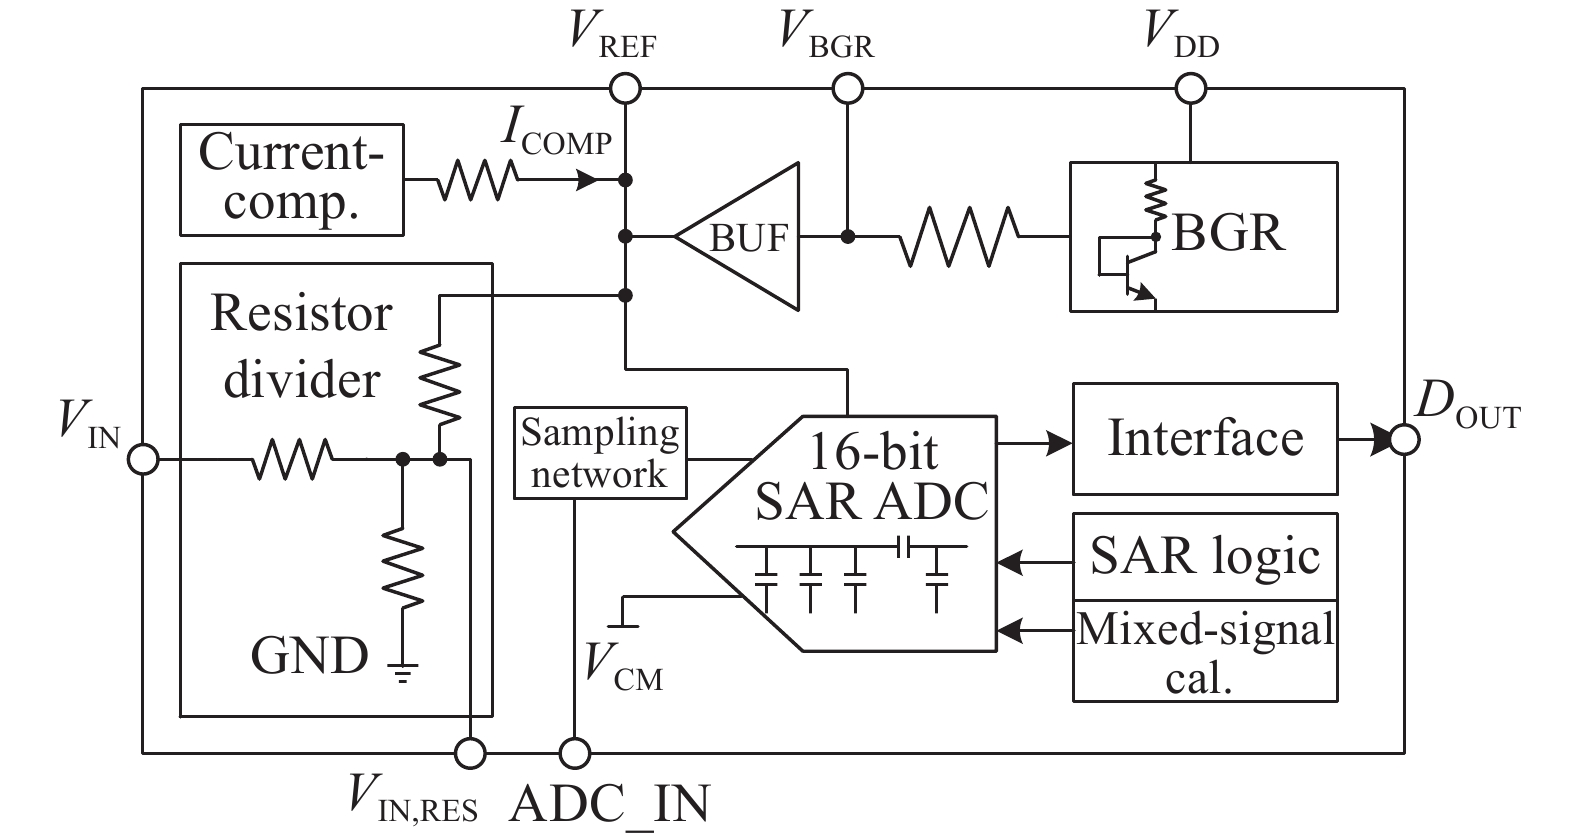 VREF
VBGR
VDD
ICOMP
Current-
comp.
BUF
BGR
Resistor
divider
VIN
Sampling
network
16-bit
SAR ADC
Interface
DOUT
SAR logic
Mixed-signal
cal.
GND
VCM
VIN,RES
ADC_IN